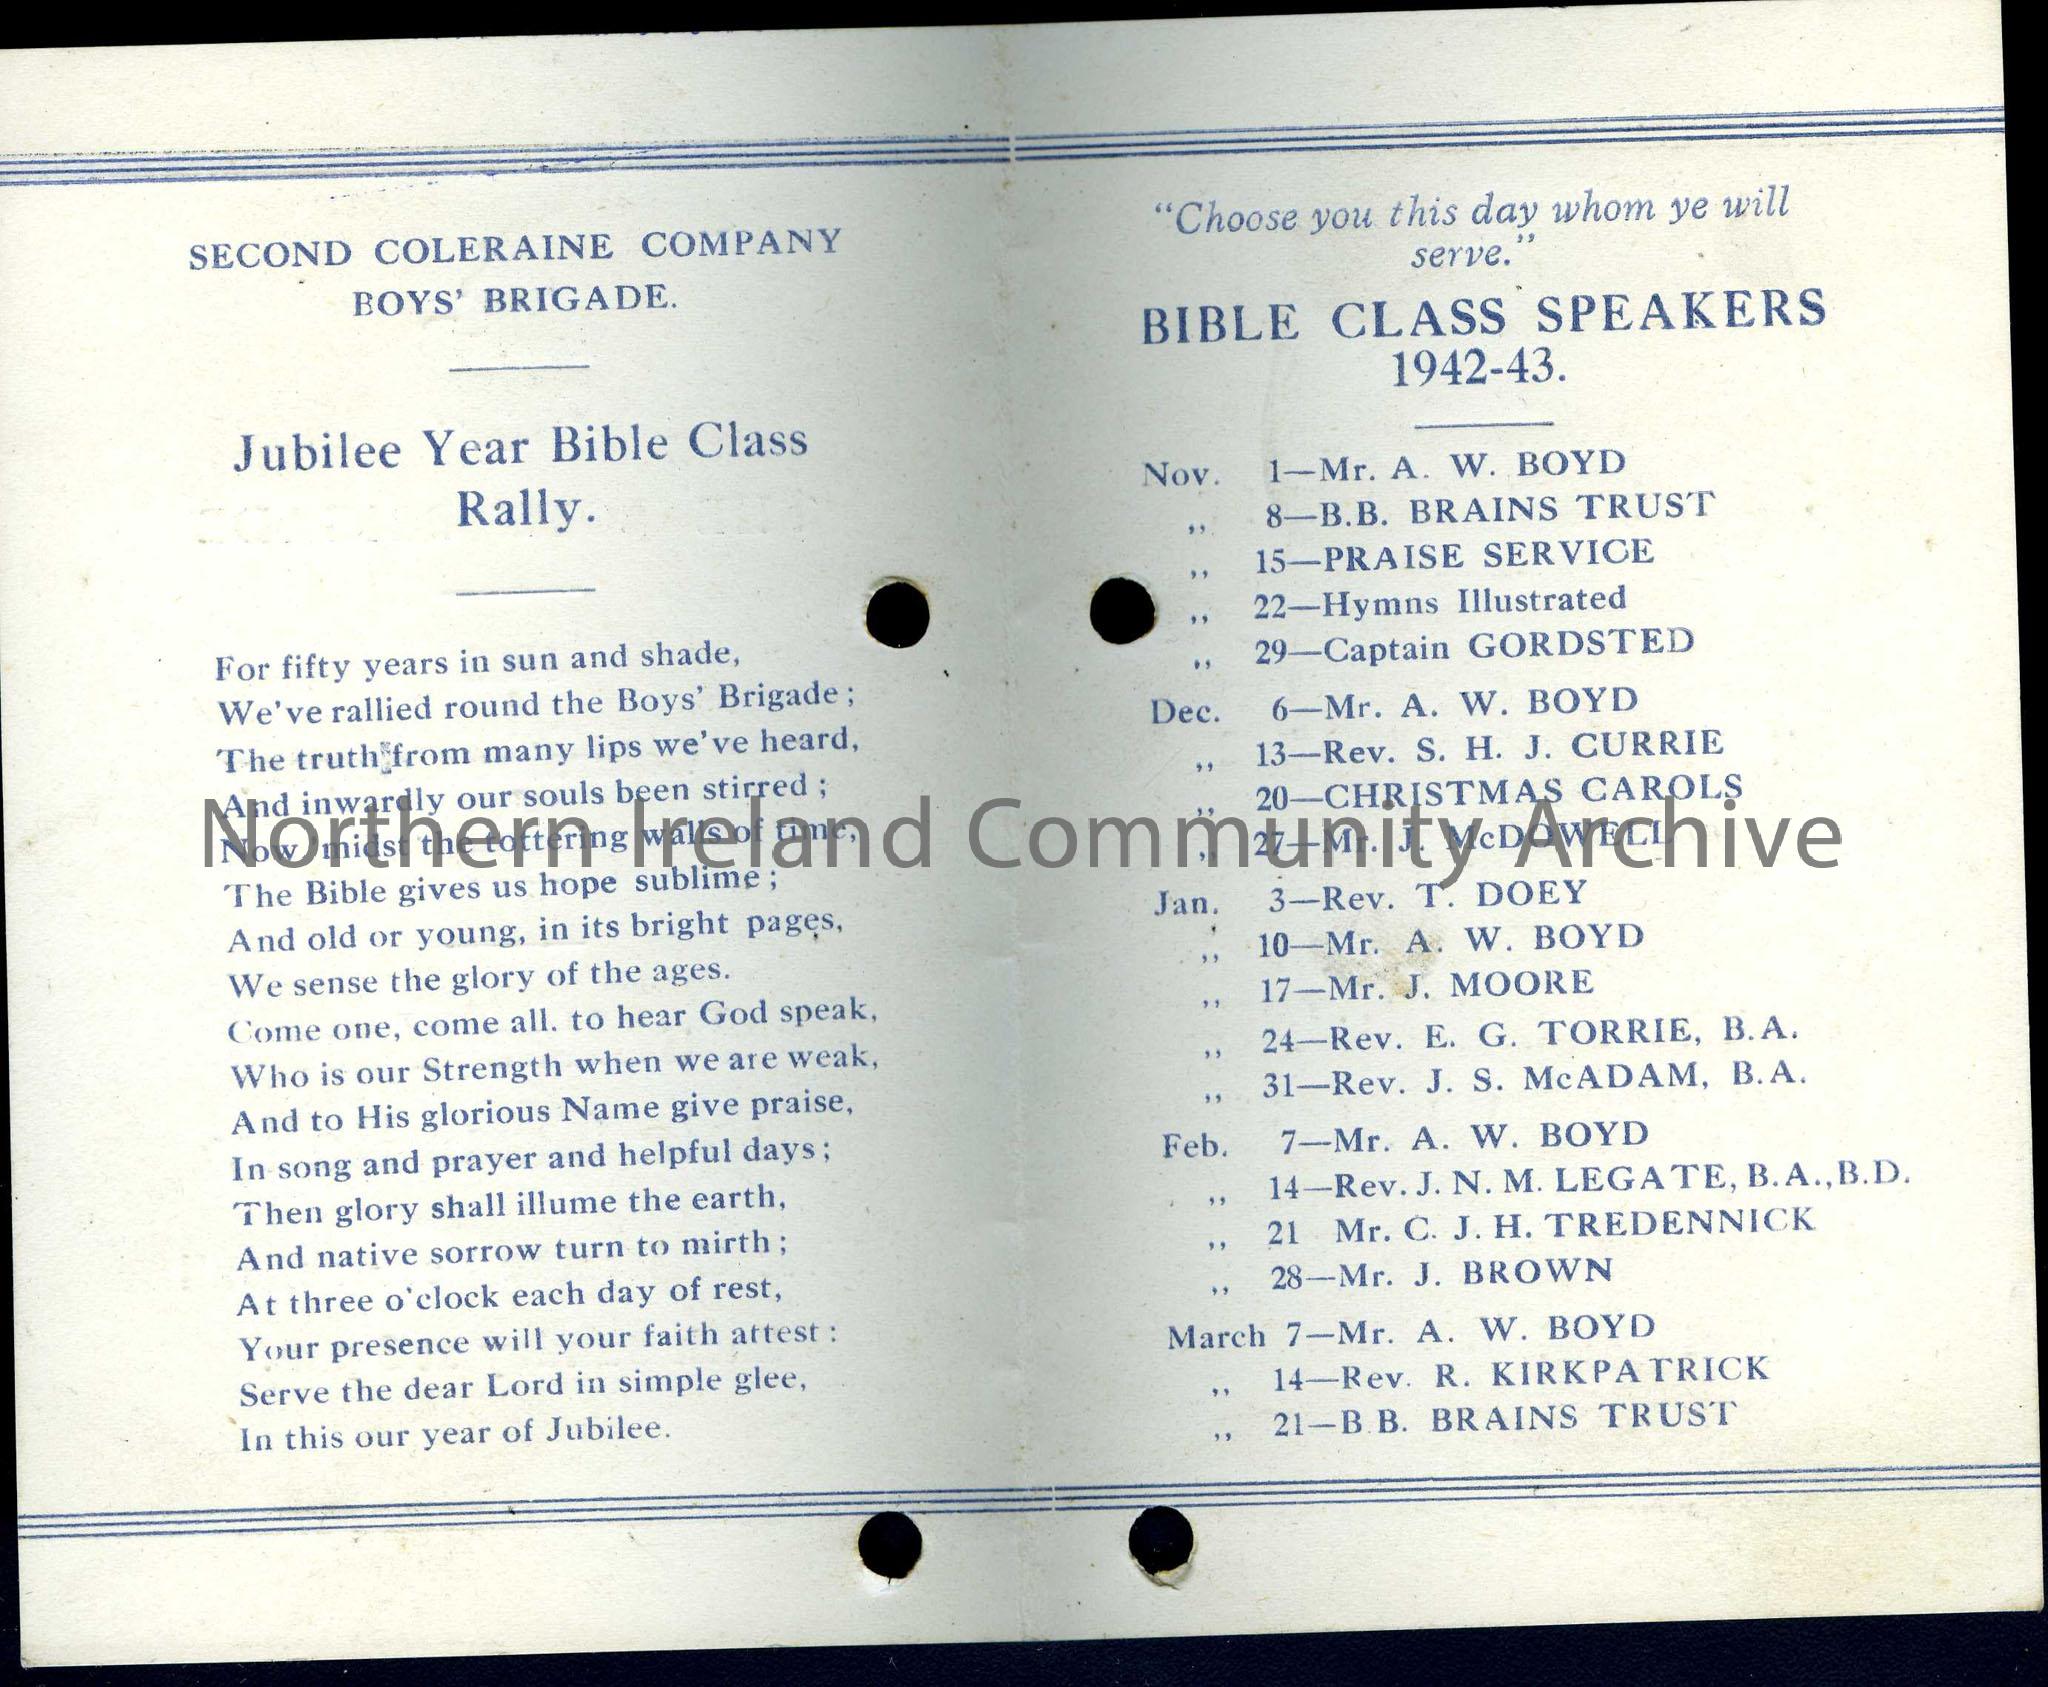 SECOND COLERAINE COMPANY
BOYS' BRIGADE.
Jubilee Year Bible Class
Rally.
For fifty years in sun and shade,
We've rallied round the Boys' Brigade;
The truth from many lips we've heard,
And inwardly our souls been stirred;
Now 'midst the tottering walls of time,
The Bible gives us hope sublime;
And old or young, in its bright pages,
We sense the glory of the ages.
Come one, come all. to hear God speak,
Who is our Strength when we are weak,
And to His glorious Name give praise,
In song and prayer and helpful days;
Then glory shall illume the earth,
And native sorrow turn to mirth;
At three o'clock each day of rest,
Your presence will your faith attest:
Serve the dear Lord in simple glee,
In this our year of Jubilee.
"Choose you this day whom ye will
serve."
BIBLE CLASS SPEAKERS
1942-43.
Nov. 1—Mr. A. W. BOYD
,, 8—B.B. BRAINS TRUST
,, 15—PRAISE SERVICE
,, 22—Hymns Illustrated
,, 29—Captain GORDSTED
Dec. 6—Mr. A. W. BOYD
,, 13—Rev. S. H. J. CURRIE
,, 20—CHRISTMAS CAROLS
,, 27—Mr. J. McDOWELL
Jan. 3—Rev. T. DOEY
,, 10—Mr. A. W. BOYD
,, 17—Mr. J. MOORE
,, 24—Rev. E. G. TORRIE, B.A.
,, 31—Rev. J. S. McADAM, B.A.
Feb. 7—Mr. A. W. BOYD
,, 14—Rev. J. N. M. LEGATE, B.A., B.D.
,, 21 Mr. C. J. H. TREDENNICK
,, 28—Mr. J. BROWN
March 7—Mr. A. W. BOYD
,, 14—Rev. R. KIRKPATRICK
,, 21—B.B. BRAINS TRUST
Northern Ireland Community Archive